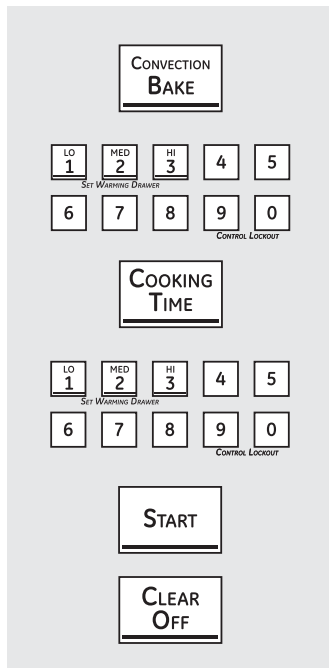 CONVECTION
BAKE
LO MED HI
1 2 3 4 5
SET WARMING DRAWER
6 7 8 9 0
CONTROL LOCKOUT
COOKING
TIME
LO MED HI
1 2 3 4 5
SET WARMING DRAWER
6 7 8 9 0
CONTROL LOCKOUT
START
CLEAR
OFF